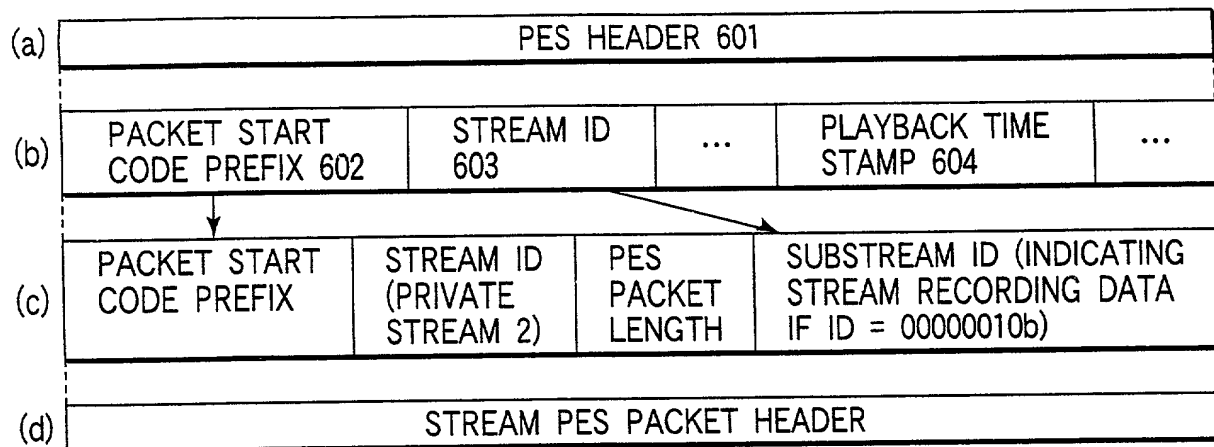 (a)
PES HEADER 601
(b)
PACKET START
CODE PREFIX 602
STREAM ID
603
...
PLAYBACK TIME
STAMP 604
...
(c)
PACKET START
CODE PREFIX
STREAM ID
(PRIVATE
STREAM 2)
PES
PACKET
LENGTH
SUBSTREAM ID (INDICATING
STREAM RECORDING DATA
IF ID = 00000010b)
(d)
STREAM PES PACKET HEADER